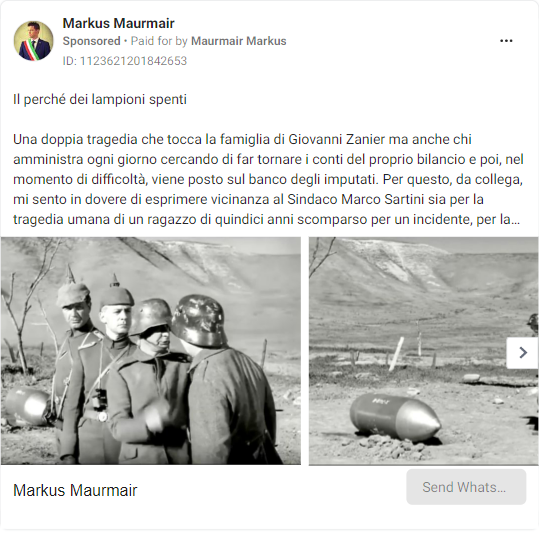 Markus Maurmair
Sponsored • Paid for by Maurmair Markus
ID: 1123621201842653
Il perché dei lampioni spenti
Una doppia tragedia che tocca la famiglia di Giovanni Zanier ma anche chi
amministra ogni giorno cercando di far tornare i conti del proprio bilancio e poi, nel
momento di difficoltà, viene posto sul banco degli imputati. Per questo, da collega,
mi sento in dovere di esprimere vicinanza al Sindaco Marco Sartini sia per la
tragedia umana di un ragazzo di quindici anni scomparso per un incidente, per la...
Markus Maurmair
Send Whats...